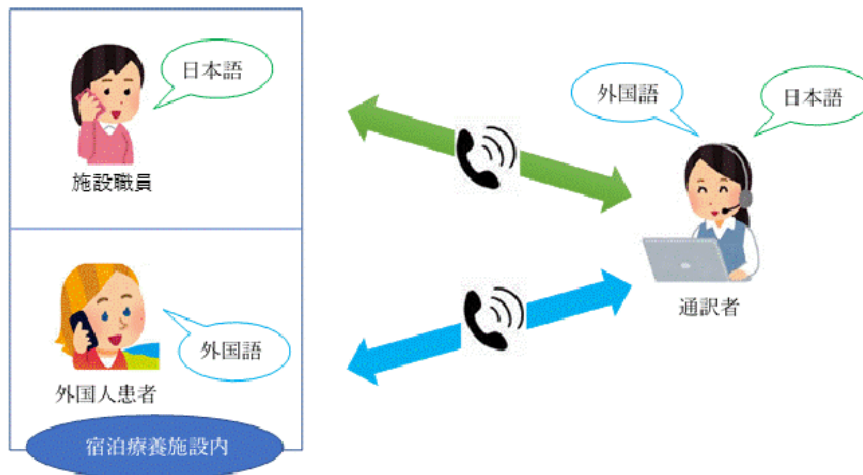 日本語
施設職員
外国語
外国人患者
宿泊療養施設内
外国語
日本語
通訳者